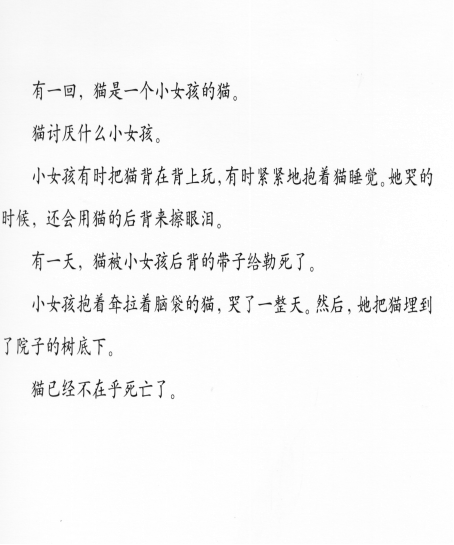 有一回，猫是一个小女孩的猫。
猫讨厌什么小女孩。
小女孩有时把猫背在背上玩，有时紧紧地抱着猫睡觉。她哭的
时候，还会用猫的后背来擦眼泪。
有一天，猫被小女孩后背的带子给勒死了。
小女孩抱着耷拉着脑袋的猫，哭了一整天。然后，她把猫埋到
了院子的树底下。
猫已经不在乎死亡了。